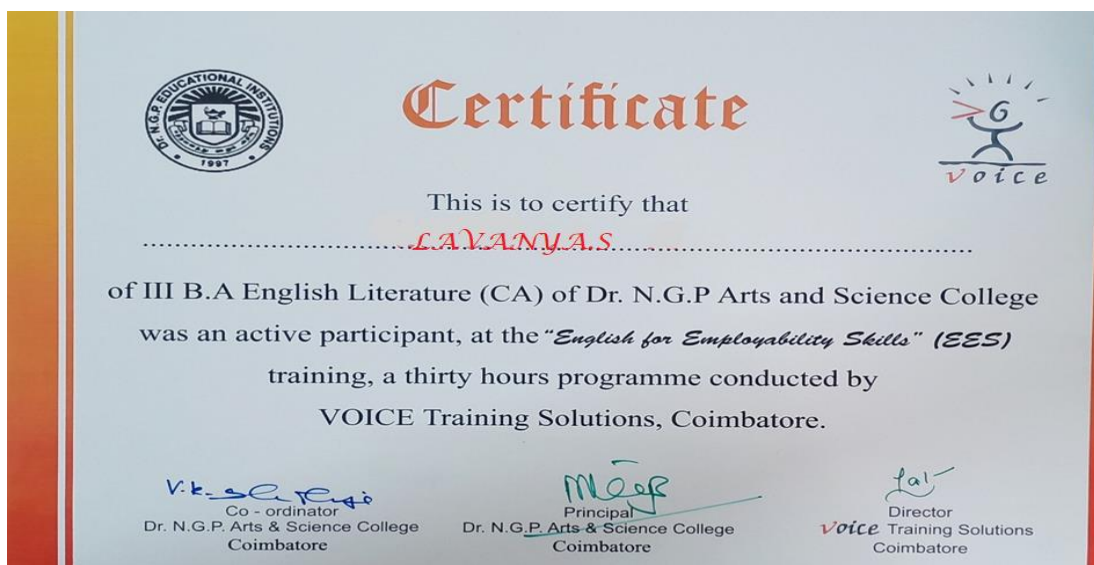 Dr. N.G.P. EDUCATIONAL INSTITUTIONS
1997
Certificate
voice
This is to certify that
LAVANYA.S
of III B.A English Literature (CA) of Dr. N.G.P Arts and Science College
was an active participant, at the "English for Employability Skills" (EES)
training, a thirty hours programme conducted by
VOICE Training Solutions, Coimbatore.
Co - ordinator
Dr. N.G.P. Arts & Science College
Coimbatore
Principal
Dr. N.G.P. Arts & Science College
Coimbatore
Director
voice Training Solutions
Coimbatore